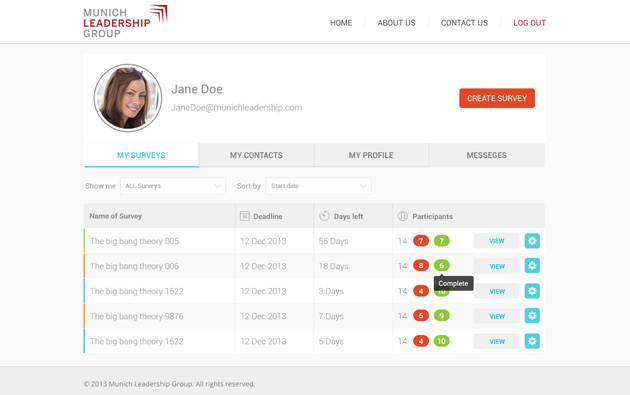 MUNICH
LEADERSHIP
GROUP
HOME ABOUT US CONTACT US LOG OUT
Jane Doe
JaneDoe@munichleadership.com
CREATE SURVEY
MY SURVEYS MY CONTACTS MY PROFILE MESSEGES
Show me ALL Surveys Sort by Start date
Name of Survey Deadline Days left Participants
The big bang theory 005 12 Dec 2013 55 Days 14 7 7 VIEW
The big bang theory 006 12 Dec 2013 18 Days 14 8 6 VIEW
Complete
The big bang theory 1522 12 Dec 2013 3 Days 14 4 10 VIEW
The big bang theory 9876 12 Dec 2013 7 Days 14 5 9 VIEW
The big bang theory 1522 12 Dec 2013 5 Days 14 4 10 VIEW
© 2013 Munich Leadership Group. All rights reserved.